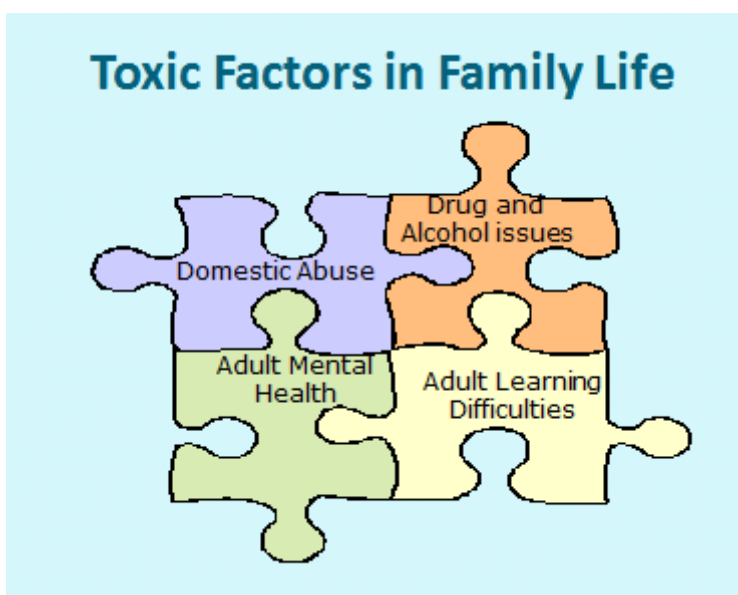 Toxic Factors in Family Life
Drug and
Alcohol issues
Domestic Abuse
Adult Mental
Health
Adult Learning
Difficulties